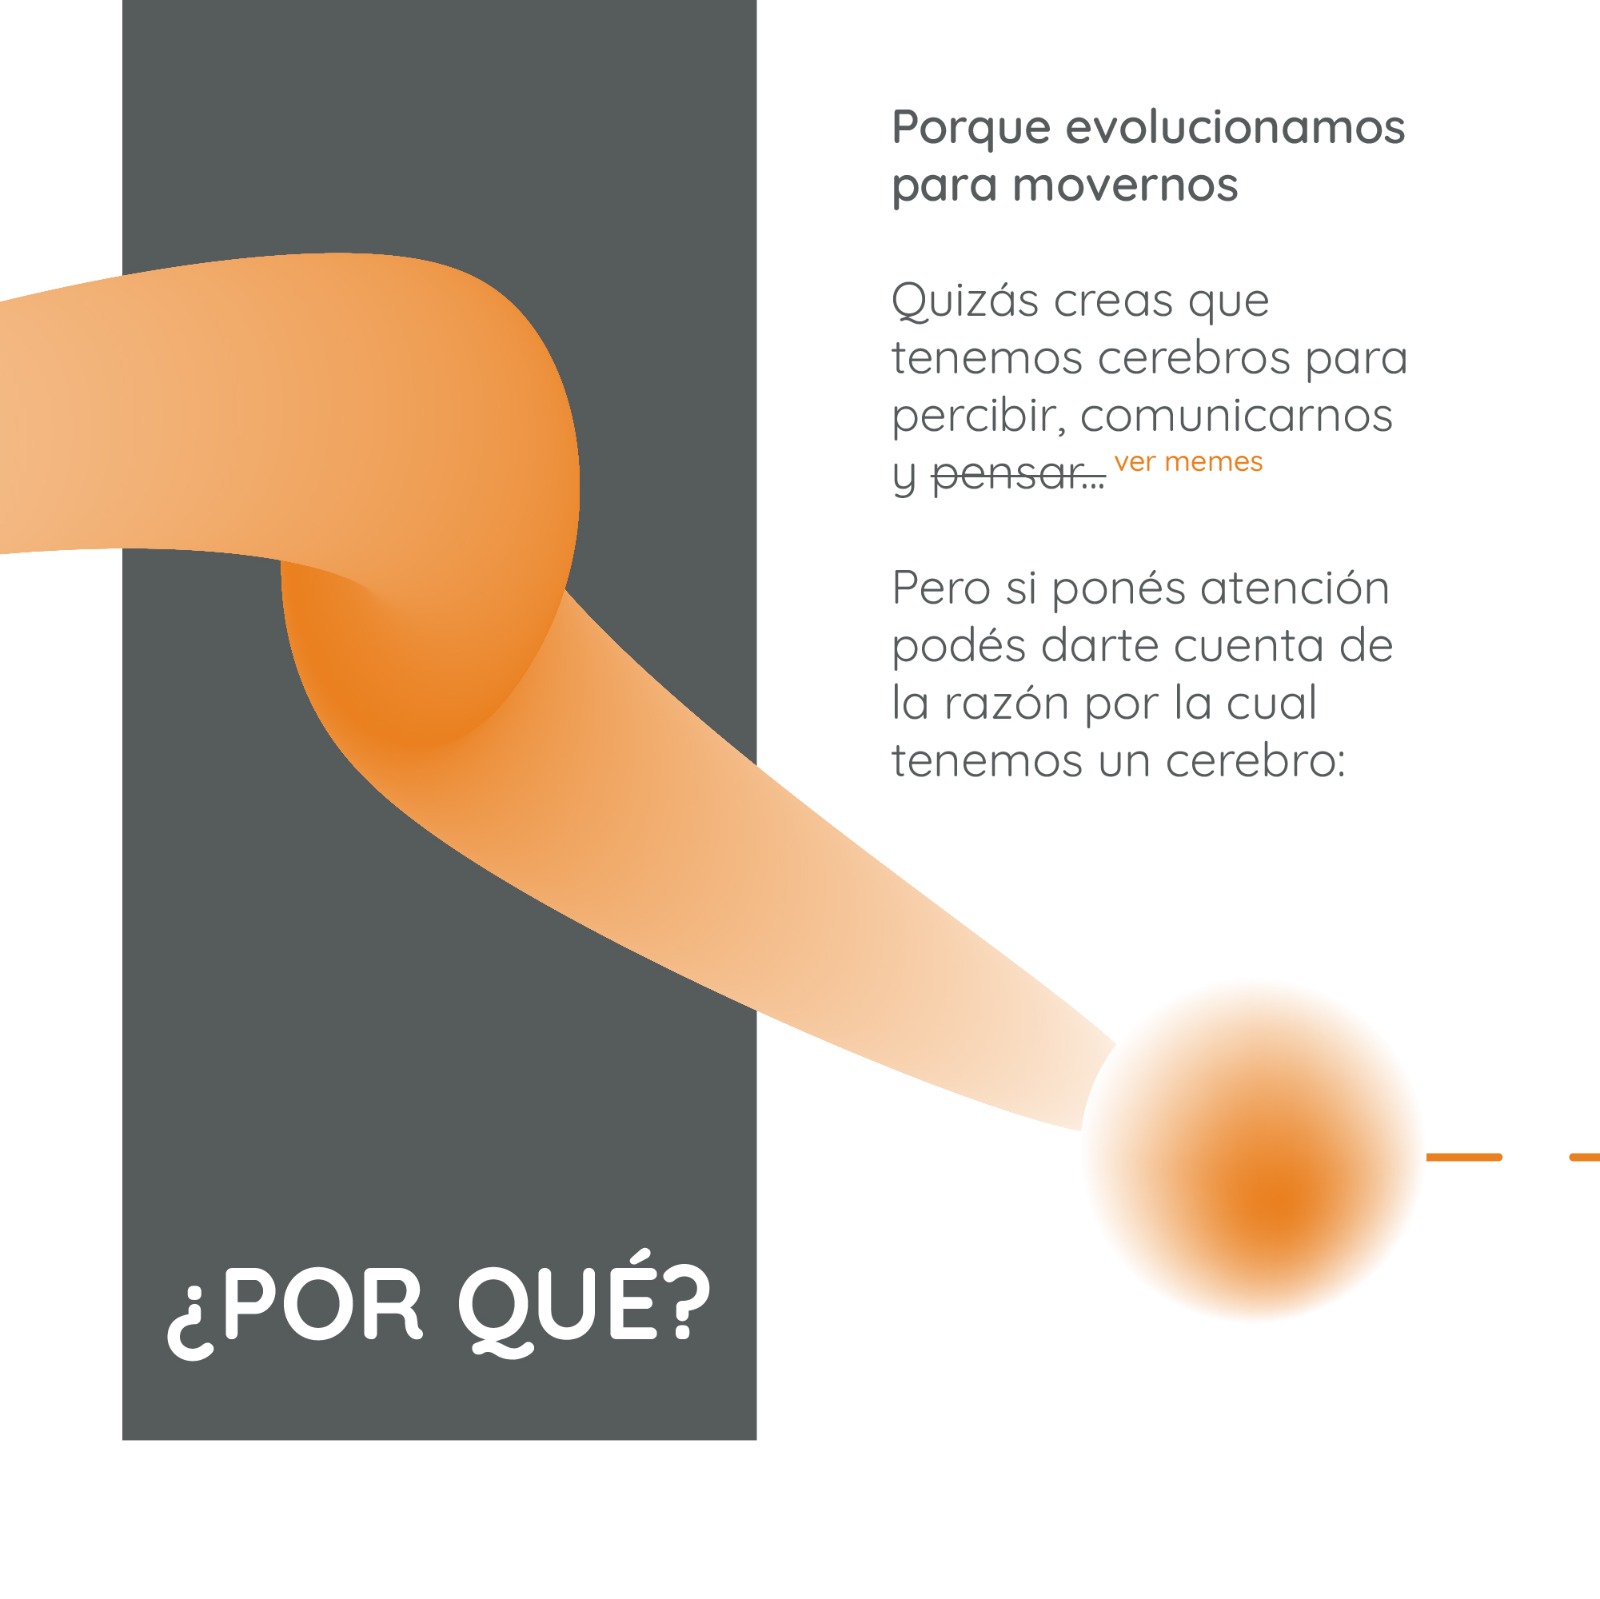 Porque evolucionamos
para movernos
Quizás creas que
tenemos cerebros para
percibir, comunicarnos
y pensar... ver memes
Pero si ponés atención
podés darte cuenta de
la razón por la cual
tenemos un cerebro:
¿POR QUÉ?